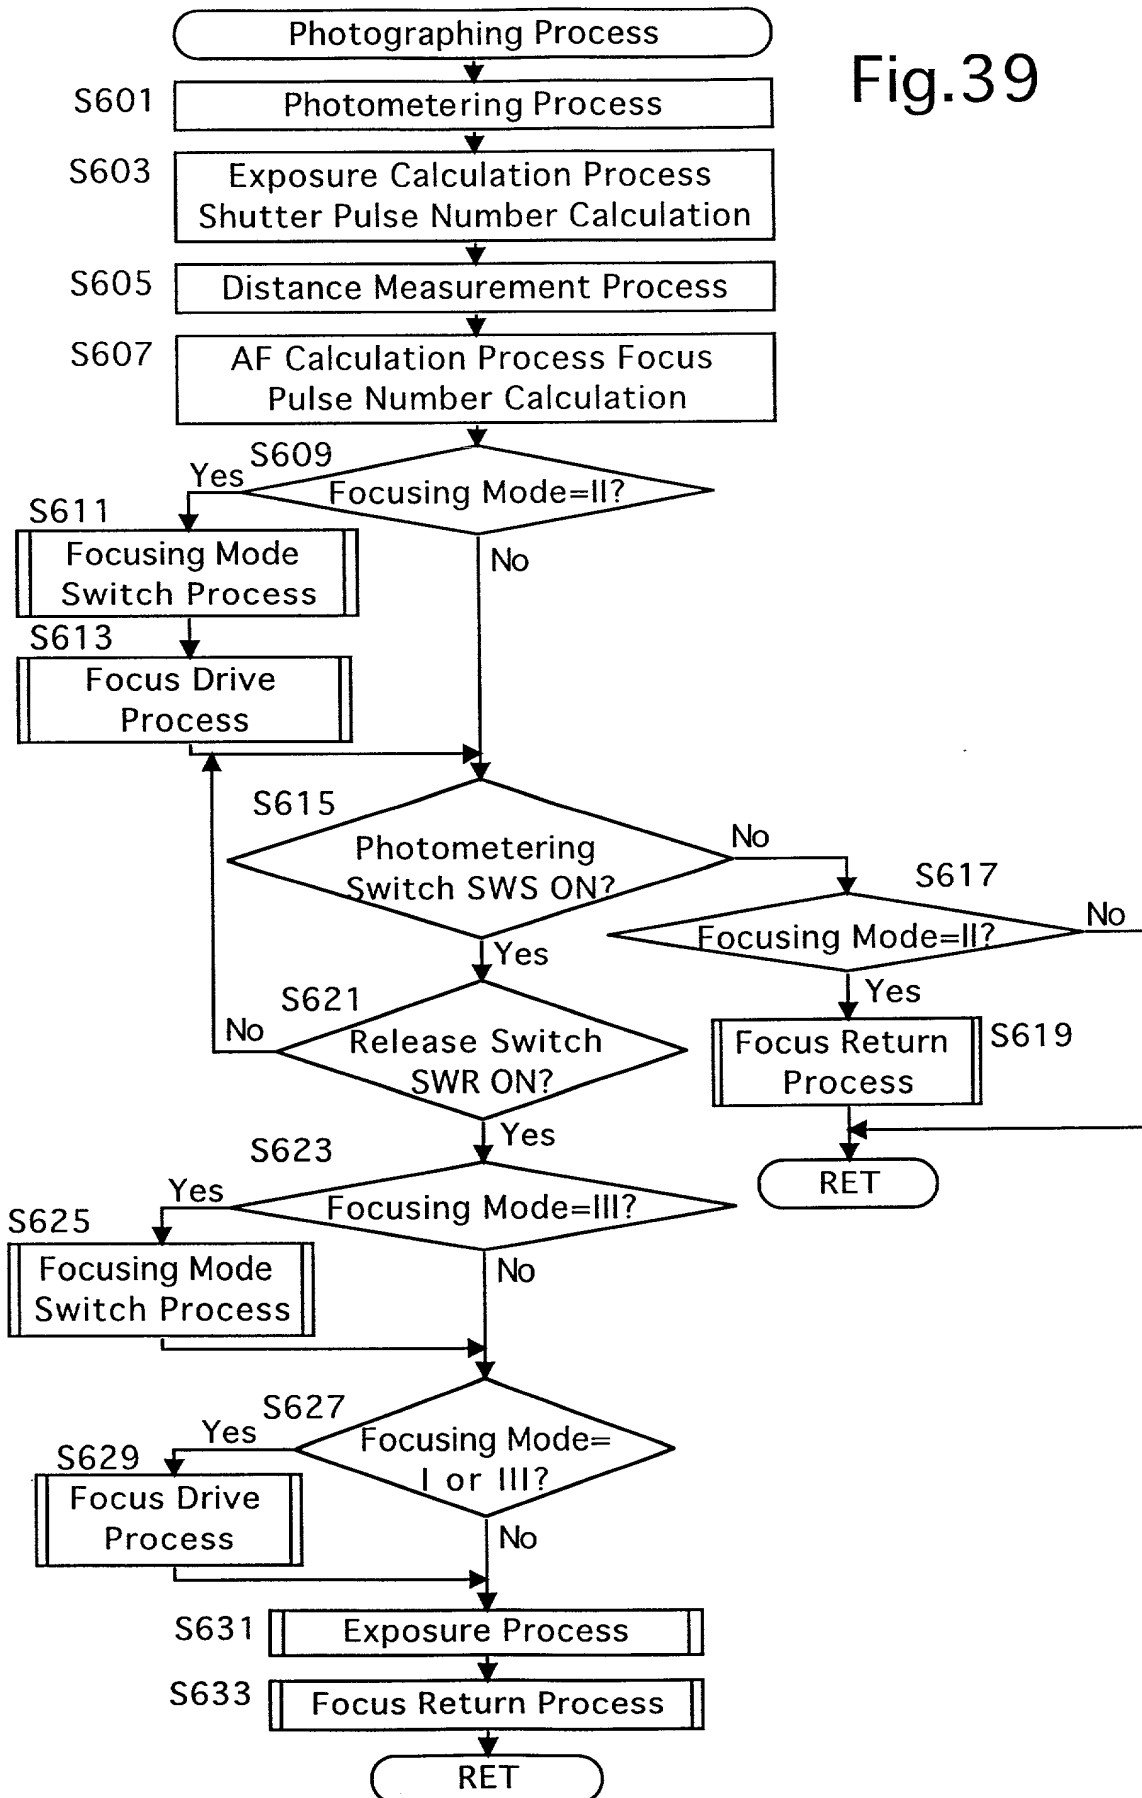 Photographing Process
Fig.39
S601
Photometering Process
S603
Exposure Calculation Process
Shutter Pulse Number Calculation
S605
Distance Measurement Process
S607
AF Calculation Process Focus
Pulse Number Calculation
S609
Yes
Focusing Mode=II?
No
S611
Focusing Mode
Switch Process
S613
Focus Drive
Process
S615
Photometering
Switch SWS ON?
No
Yes
S617
Focusing Mode=II?
No
Yes
S619
Focus Return
Process
RET
S621
No
Release Switch
SWR ON?
Yes
S623
Yes
Focusing Mode=III?
No
S625
Focusing Mode
Switch Process
S627
Yes
Focusing Mode=
I or III?
No
S629
Focus Drive
Process
S631
Exposure Process
S633
Focus Return Process
RET